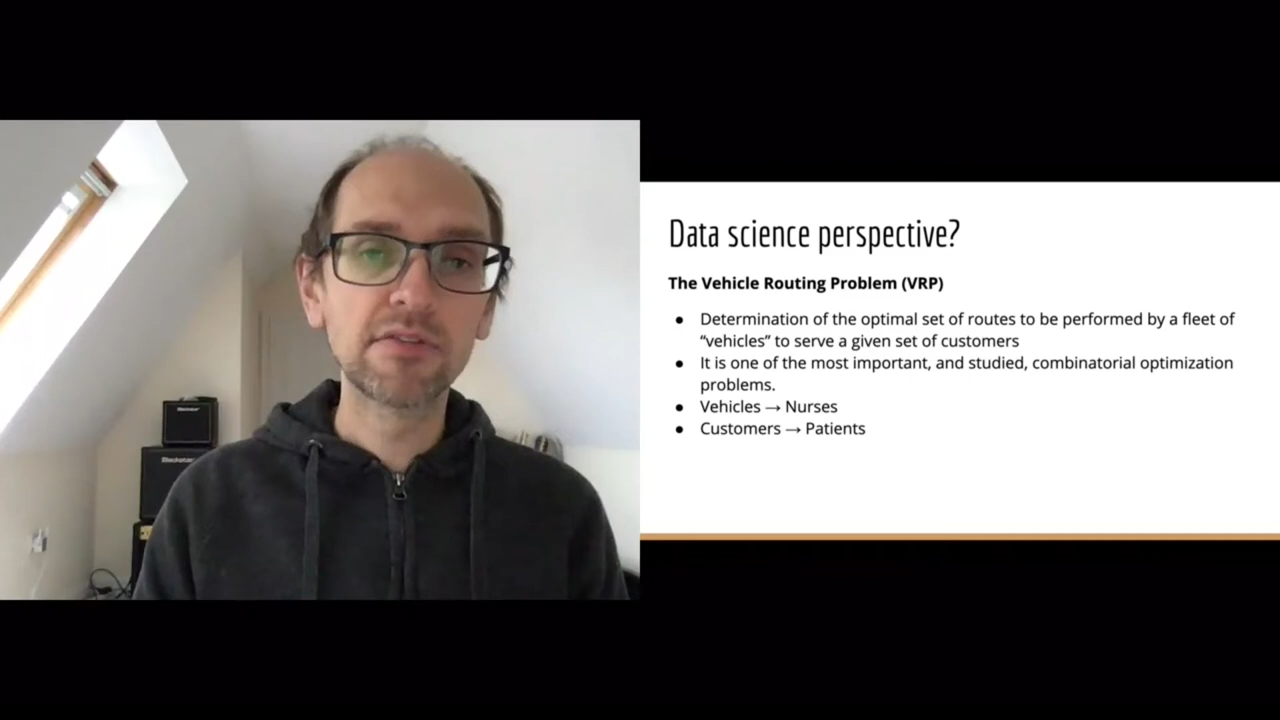 Data science perspective?
The Vehicle Routing Problem (VRP)
● Determination of the optimal set of routes to be performed by a fleet of
“vehicles” to serve a given set of customers
● It is one of the most important, and studied, combinatorial optimization
problems.
● Vehicles → Nurses
● Customers → Patients
Blackstar
Blackstar